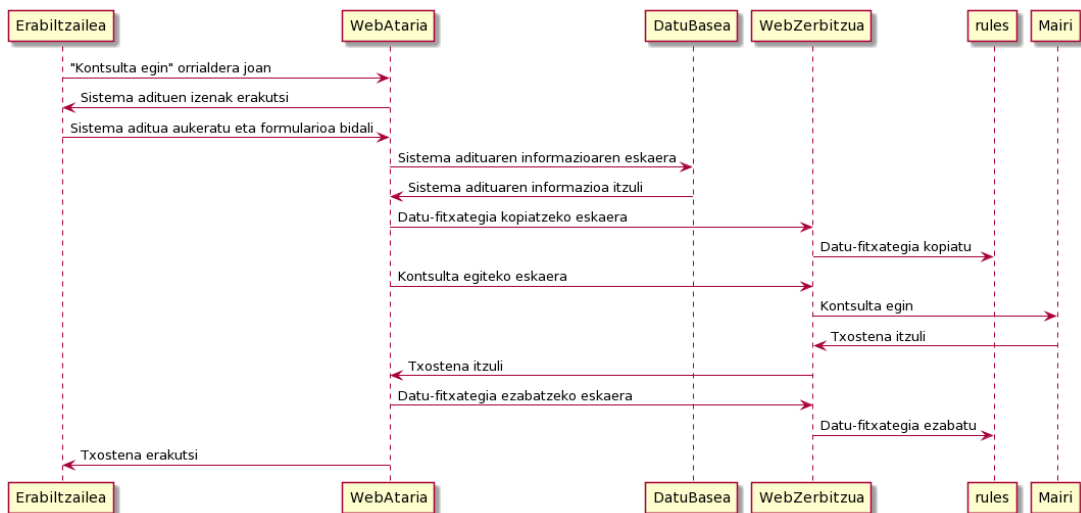 Erabiltzailea WebAtaria DatuBasea WebZerbitzua rules Mairi
"Kontsulta egin" orrialdera joan
Sistema adituen izenak erakutsi
Sistema aditua aukeratu eta formularioa bidali
Sistema adituaren informazioaren eskaera
Sistema adituaren informazioa itzuli
Datu-fitxategia kopiatzeko eskaera
Datu-fitxategia kopiatu
Kontsulta egiteko eskaera
Kontsulta egin
Txostena itzuli
Txostena itzuli
Datu-fitxategia ezabatzeko eskaera
Datu-fitxategia ezabatu
Txostena erakutsi
Erabiltzailea WebAtaria DatuBasea WebZerbitzua rules Mairi